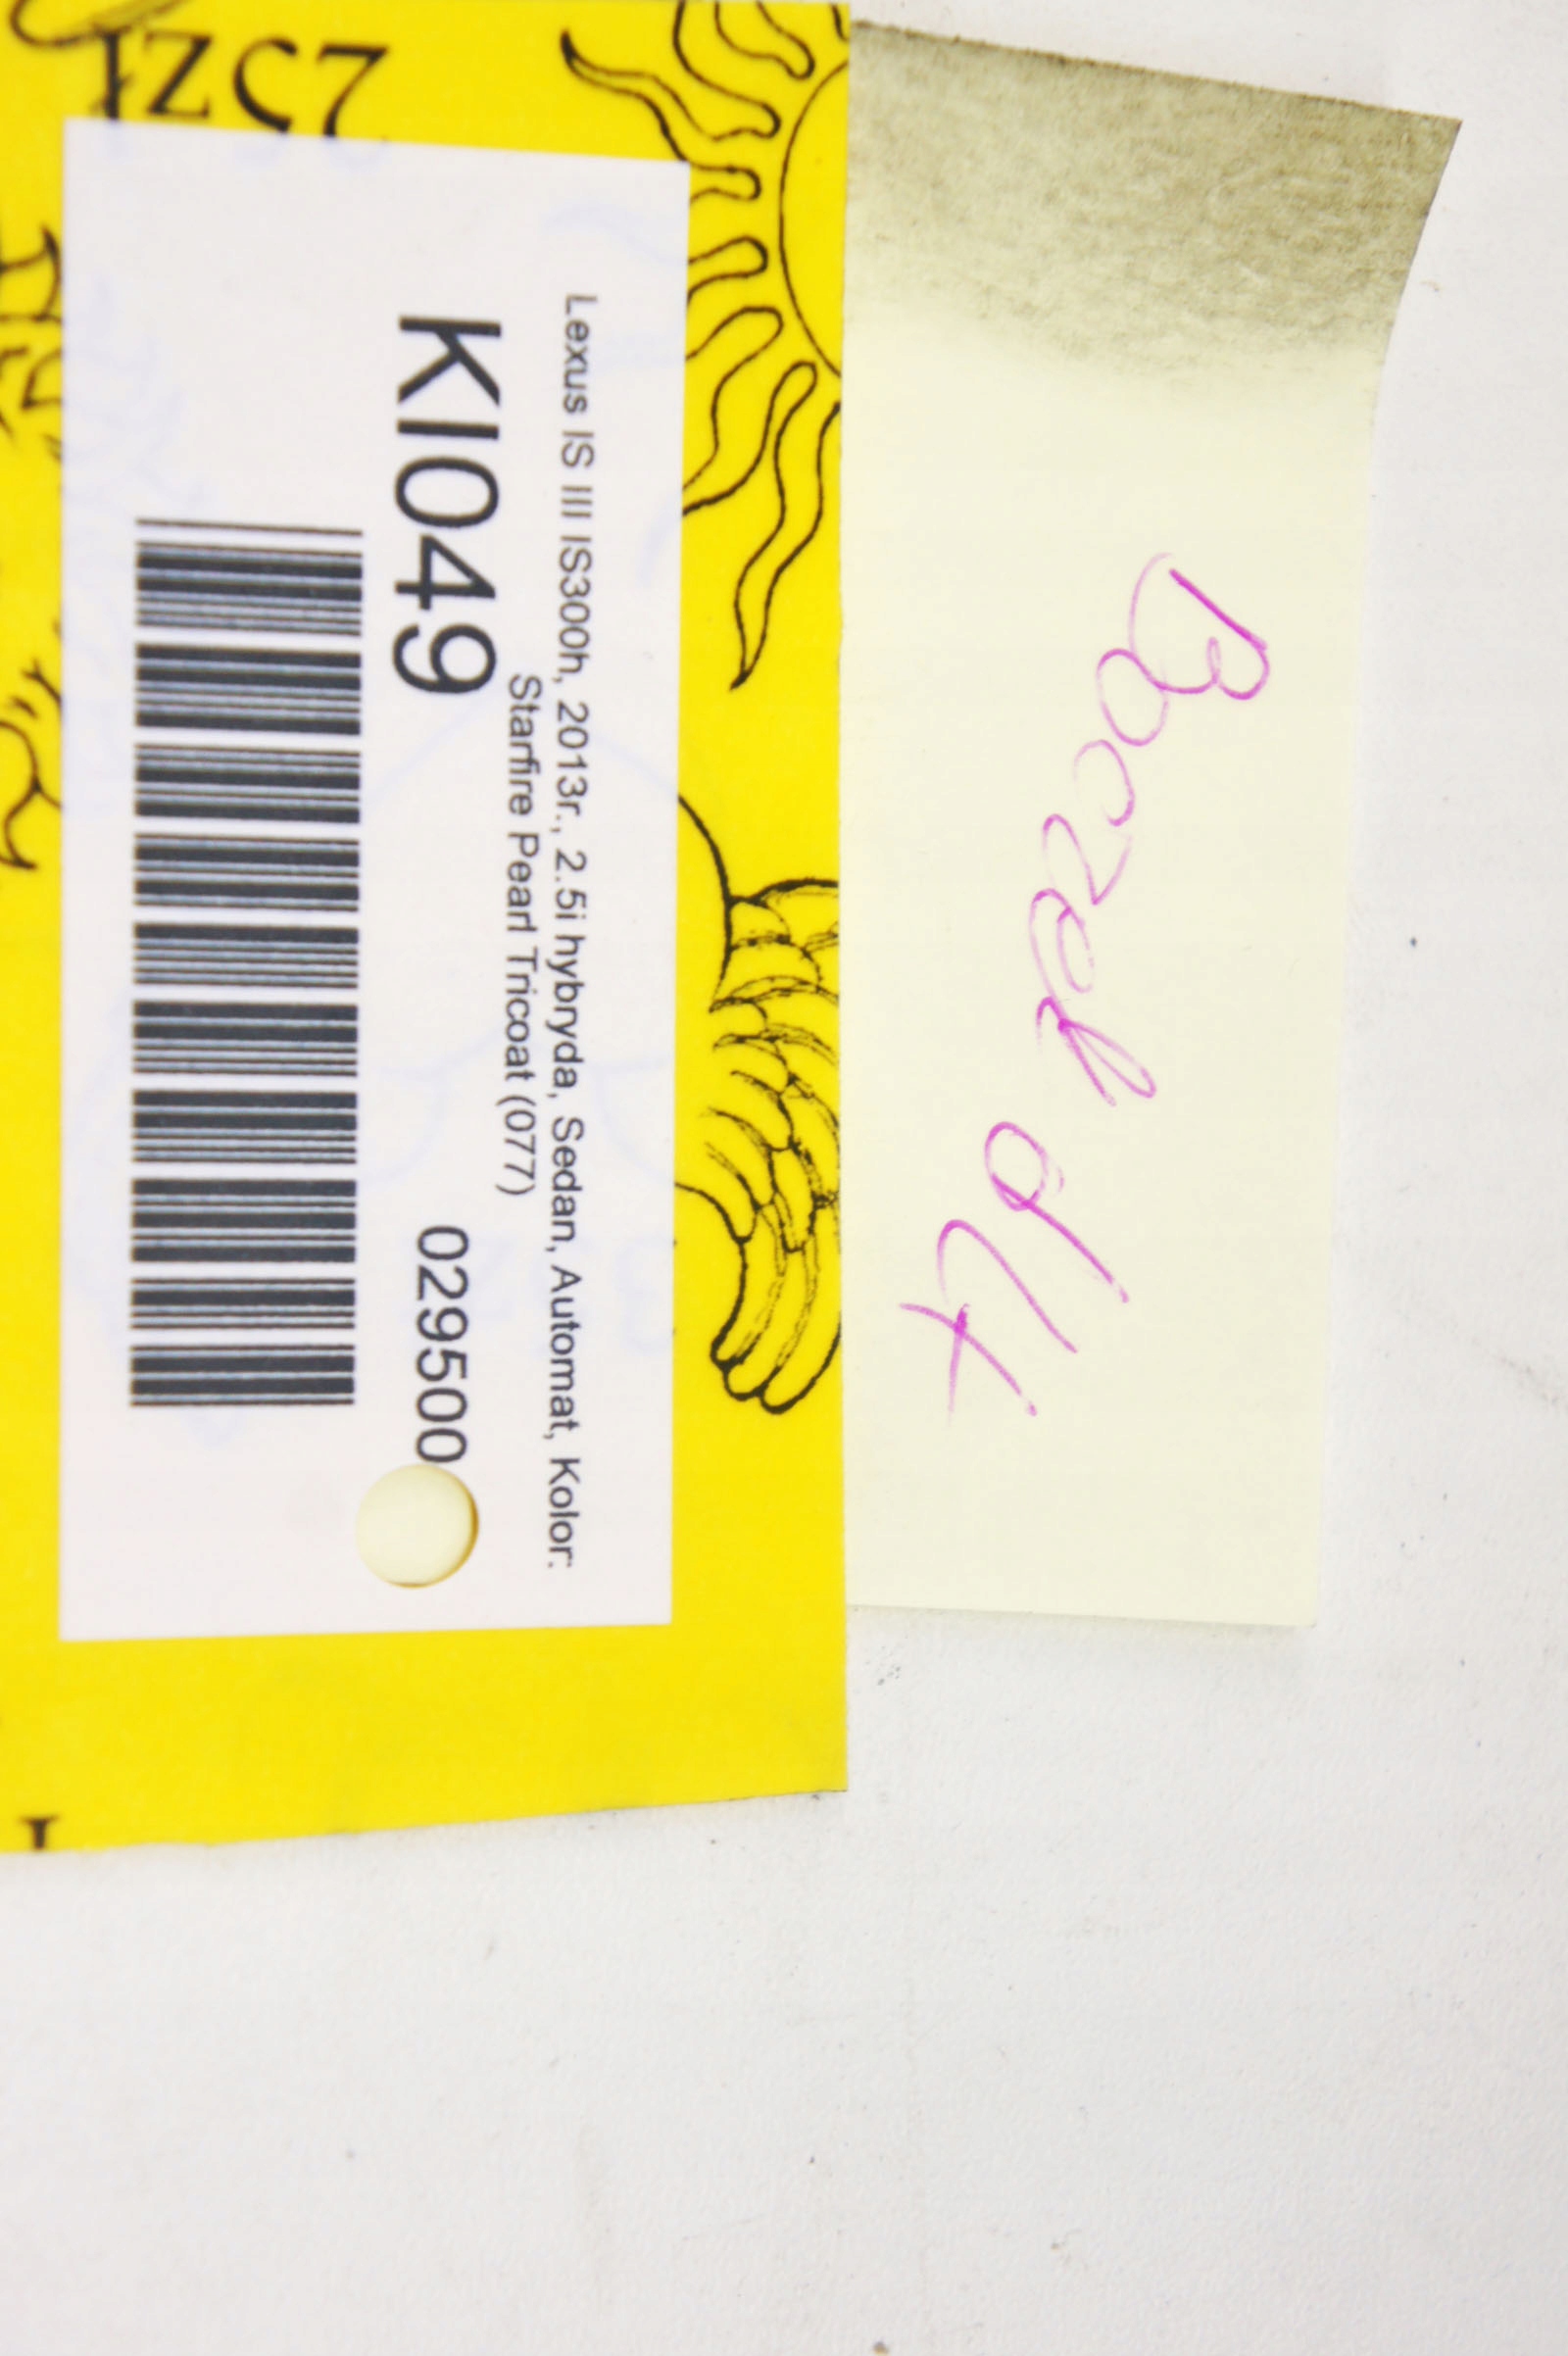 Lexus IS III IS300h, 2013r., 2.5i hybryda, Sedan, Automat, Kolor:
Starfire Pearl Tricoat (077)
KI049 029500